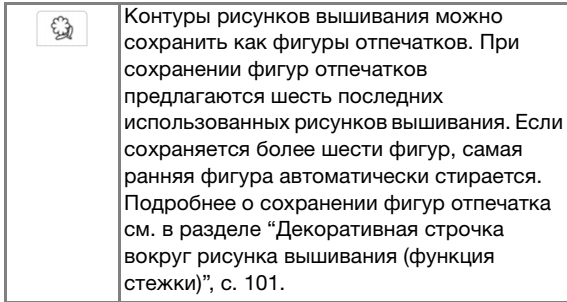 Контуры рисунков вышивания можно
сохранить как фигуры отпечатков. При
сохранении фигур отпечатков
предлагаются шесть последних
использованных рисунков вышивания. Если
сохраняется более шести фигур, самая
ранняя фигура автоматически стирается.
Подробнее о сохранении фигур отпечатка
см. в разделе “Декоративная строчка
вокруг рисунка вышивания (функция
стежки)”, с. 101.